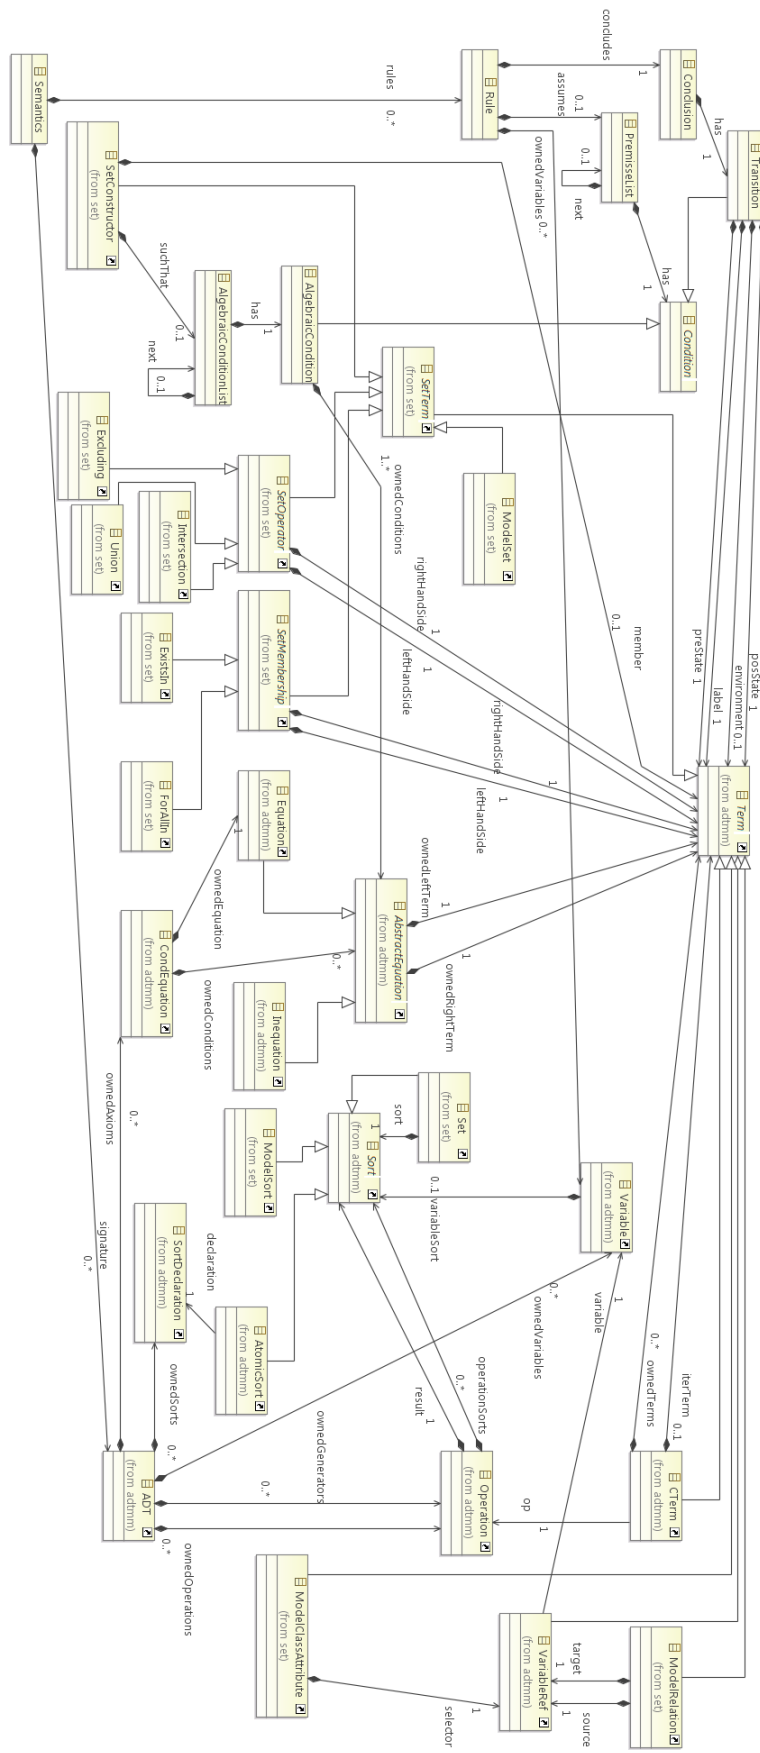 Semantics
rules
0..*
signature
0..*
Rule
concludes
1
assumes
0..1
ownedVariables 0..*
Conclusion
has
1
PremisseList
0..1
next
has
1
Transition
posState 1
environment 0..1
label 1
preState 1
Condition
SetConstructor
(from set)
suchThat
0..1
member
0..1
AlgebraicConditionList
has
1
next
0..1
AlgebraicCondition
ownedConditions
1..*
SetTerm
(from set)
ModelSet
(from set)
Excluding
(from set)
Union
(from set)
Intersection
(from set)
SetOperator
(from set)
rightHandSide
1
leftHandSide
1
SetMembership
(from set)
rightHandSide
1
leftHandSide
1
ExistsIn
(from set)
ForAllIn
(from set)
Term
(from adtmm)
Equation
(from adtmm)
ownedEquation
1
CondEquation
(from adtmm)
ownedConditions
0..*
AbstractEquation
(from adtmm)
ownedLeftTerm
1
ownedRightTerm
1
Inequation
(from adtmm)
ownedAxioms
0..*
Set
(from set)
sort
1
Sort
(from adtmm)
ModelSort
(from set)
Variable
(from adtmm)
0..1 variableSort
SortDeclaration
(from adtmm)
declaration
1
AtomicSort
(from adtmm)
ownedSorts
0..*
ownedVariables
0..*
variable
1
operationSorts
0..*
result
1
ownedTerms
0..*
iterTerm
0..1
CTerm
(from adtmm)
op
1
Operation
(from adtmm)
ownedGenerators
0..*
ownedOperations
0..*
ADT
(from adtmm)
ModelClassAttribute
(from set)
selector
1
VariableRef
(from adtmm)
target
1
source
1
ModelRelation
(from set)